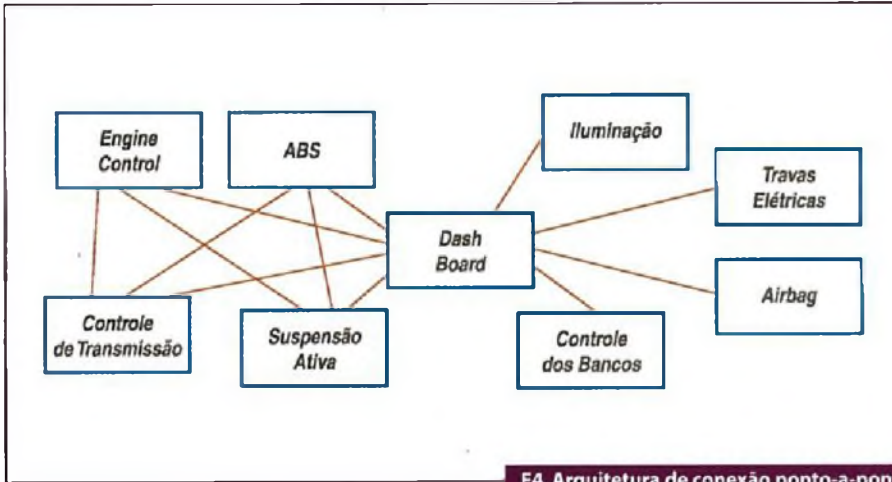 Engine
Control
ABS
Iluminação
Travas
Elétricas
Dash
Board
Airbag
Controle
de Transmissão
Suspensão
Ativa
Controle
dos Bancos
F4. Arquitetura de conexão